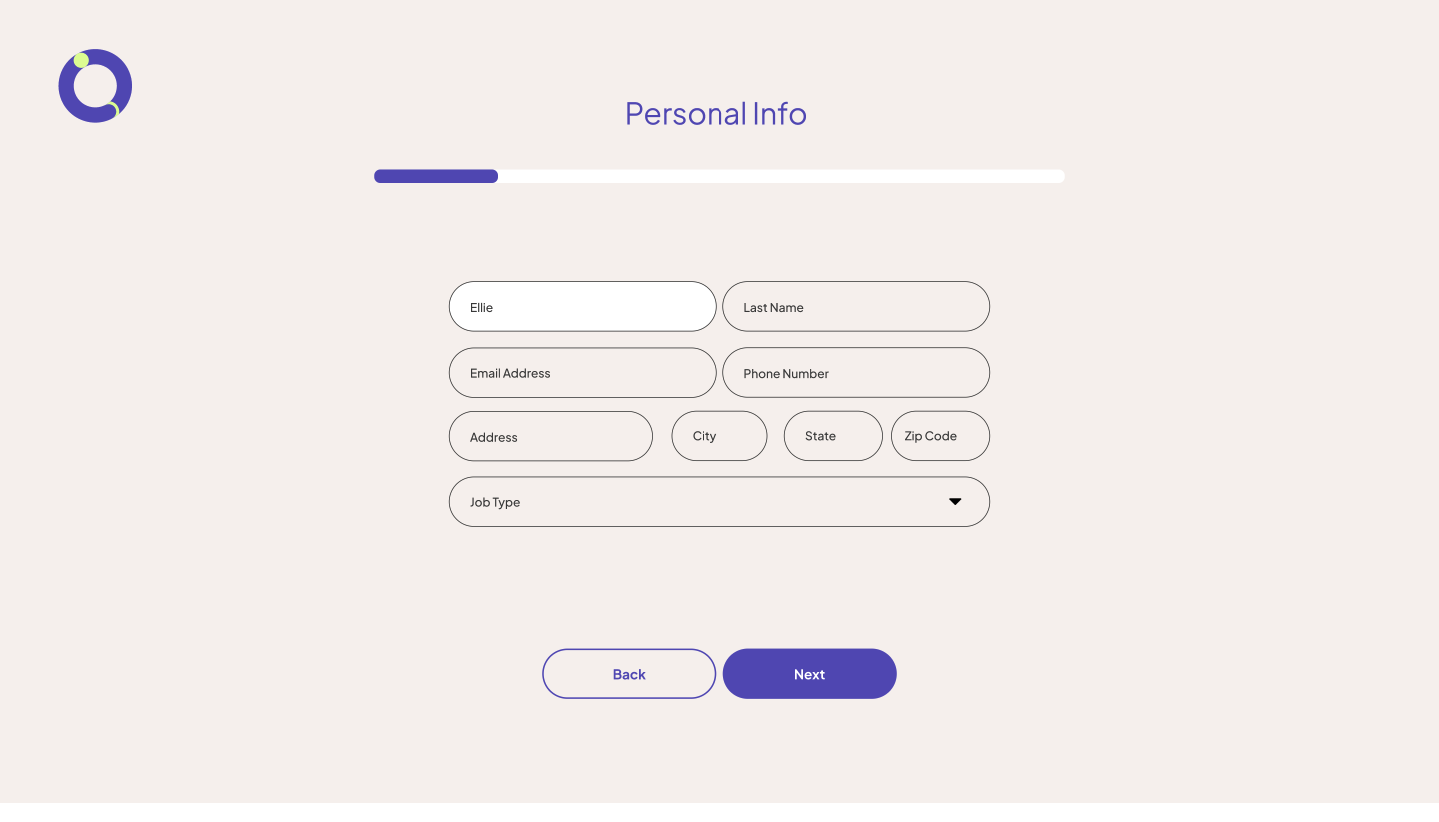 Personal Info
Ellie
Last Name
Email Address
Phone Number
Address
City
State
Zip Code
Job Type
Back
Next